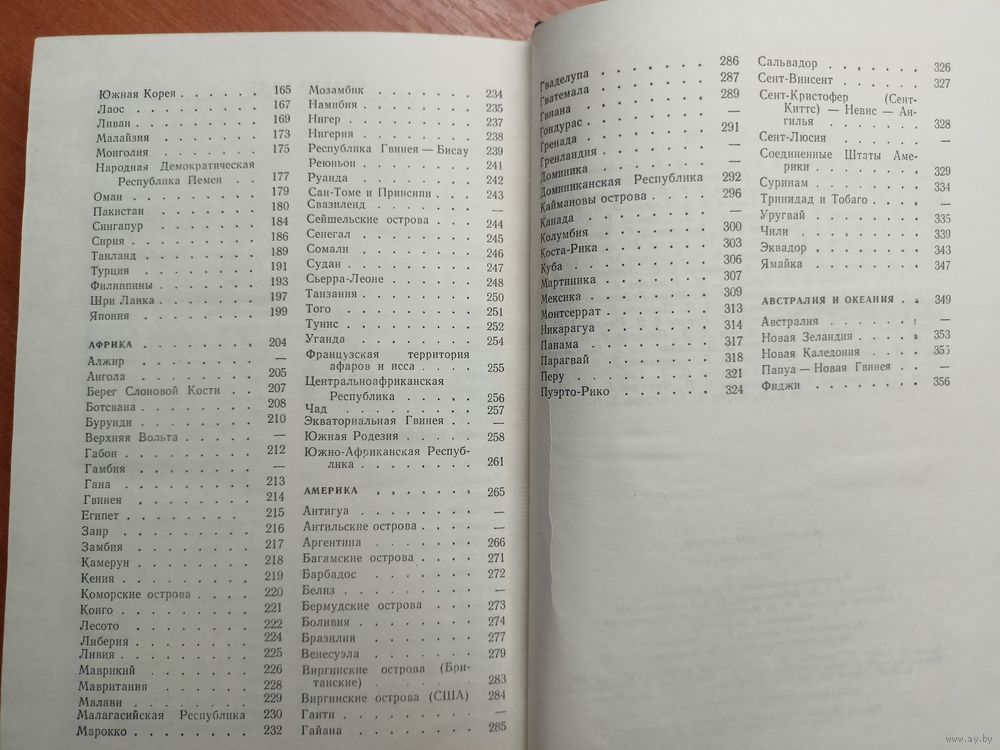 Южная Корея . . . . . . 165
Лаос . . . . . . . . . 167
Ливан . . . . . . . . 169
Малайзия . . . . . . . 173
Монголия . . . . . . . 175
Народная Демократическая
Республика Йемен . . 177
Оман . . . . . . . . 179
Пакистан . . . . . . . 180
Сингапур . . . . . . . 184
Сирия . . . . . . . . 186
Таиланд . . . . . . . 189
Турция . . . . . . . 191
Филиппины . . . . . . 193
Шри Ланка . . . . . . 197
Япония . . . . . . . 199
АФРИКА . . . . . . . 204
Алжир . . . . . . . . —
Ангола . . . . . . . . 205
Берег Слоновой Кости . . 207
Ботсвана . . . . . . . 208
Бурунди . . . . . . . 210
Верхняя Вольта . . . . . —
Габон . . . . . . . . 212
Гамбия . . . . . . . . —
Гана . . . . . . . . 213
Гвинея . . . . . . . 214
Египет . . . . . . . . 215
Заир . . . . . . . . 216
Замбия . . . . . . . 217
Камерун . . . . . . . 218
Кения . . . . . . . . 219
Коморские острова . . . . 220
Конго . . . . . . . . 221
Лесото . . . . . . . 222
Либерия . . . . . . . 224
Ливия . . . . . . . . 225
Маврикий . . . . . . . 226
Мавритания . . . . . . 228
Малави . . . . . . . 229
Малагасийская Республика 230
Марокко . . . . . . . 232
Мозамбик . . . . . . . 234
Намибия . . . . . . . 235
Нигер . . . . . . . . 237
Нигерия . . . . . . . 238
Республика Гвинея — Бисау 239
Реюньон . . . . . . . 241
Руанда . . . . . . . 242
Сан-Томе и Принсипи . . 243
Свазиленд . . . . . . . —
Сейшельские острова . . . 244
Сенегал . . . . . . . 245
Сомали . . . . . . . 246
Судан . . . . . . . . 247
Сьерра-Леоне . . . . . 248
Танзания . . . . . . . 250
Того . . . . . . . . 251
Тунис . . . . . . . . 252
Уганда . . . . . . . 254
Французская территория
афаров и исса . . . . 255
Центральноафриканская
Республика . . . . . 256
Чад . . . . . . . . 257
Экваториальная Гвинея . . —
Южная Родезия . . . . . 258
Южно-Африканская Респуб-
лика . . . . . . . . 261
АМЕРИКА . . . . . . 265
Антигуа . . . . . . . —
Антильские острова . . . . —
Аргентина . . . . . . 266
Багамские острова . . . . 271
Барбадос . . . . . . . 272
Белиз . . . . . . . . —
Бермудские острова . . . 273
Боливия . . . . . . . 274
Бразилия . . . . . . . 277
Венесуэла . . . . . . 279
Виргинские острова (Бри-
танские) . . . . . . 283
Виргинские острова (США) 284
Гаити . . . . . . . . —
Гайана . . . . . . . 285
Гваделупа . . . . . . . 286
Гватемала . . . . . . . 287
Гвиана . . . . . . . . 289
Гондурас . . . . . . . —
Гренада . . . . . . . 291
Гренландия . . . . . .
Доминика . . . . . . . —
Доминиканская Республика 292
Каймановы острова . . . . 296
Канада . . . . . . . . —
Колумбия . . . . . . . 300
Коста-Рика . . . . . . 303
Куба . . . . . . . . 306
Мартиника . . . . . . 307
Мексика . . . . . . . 309
Монтсеррат . . . . . . 313
Никарагуа . . . . . . 314
Панама . . . . . . . 317
Парагвай . . . . . . . 318
Перу . . . . . . . . 321
Пуэрто-Рико . . . . . . 324
Сальвадор . . . . . . 326
Сент-Винсент . . . . . 327
Сент-Кристофер (Сент-
Киттс) — Невис — Ан-
гилья . . . . . . . 328
Сент-Люсия . . . . . . —
Соединенные Штаты Аме-
рики . . . . . . . . 329
Суринам . . . . . . . 334
Тринидад и Тобаго . . . . —
Уругвай . . . . . . . 335
Чили . . . . . . . . 339
Эквадор . . . . . . . 343
Ямайка . . . . . . . 347
АВСТРАЛИЯ И ОКЕАНИЯ . . 349
Австралия . . . . . . . —
Новая Зеландия . . . . . 353
Новая Каледония . . . . 355
Папуа — Новая Гвинея . . —
Фиджи . . . . . . . . 356
www.ay.by